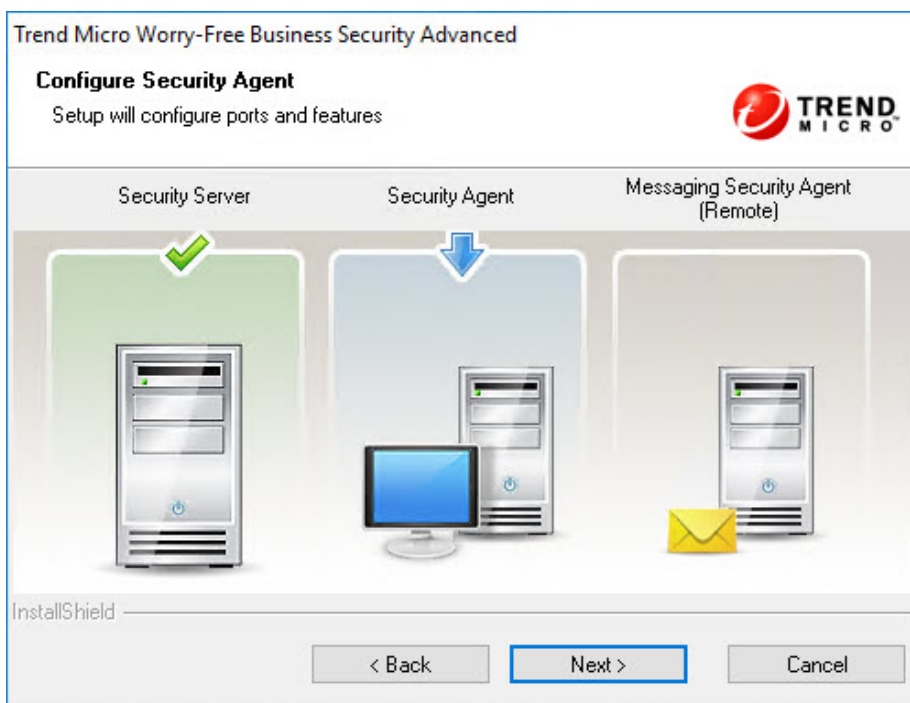 Trend Micro Worry-Free Business Security Advanced
Configure Security Agent
Setup will configure ports and features
TREND
MICRO
Security Server
Security Agent
Messaging Security Agent
(Remote)
InstallShield
< Back
Next >
Cancel